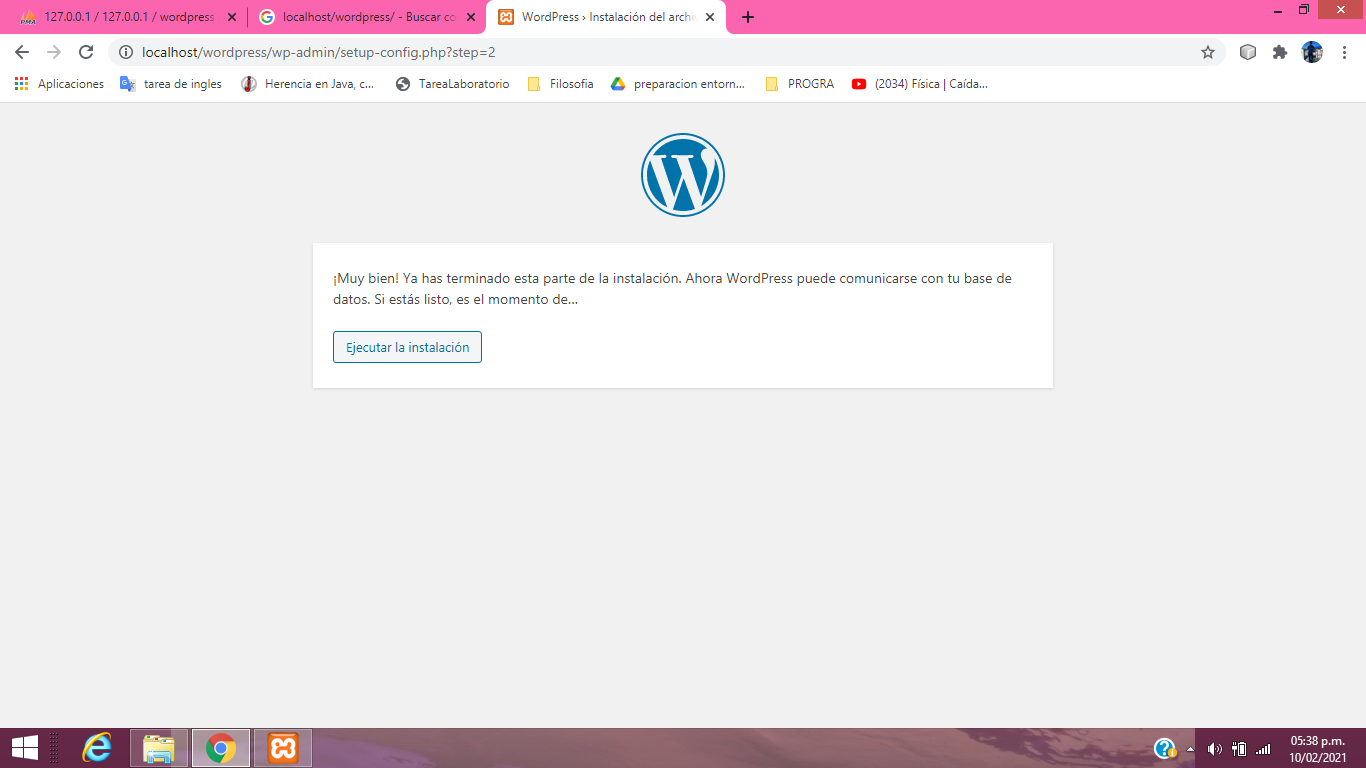 127.0.0.1 / 127.0.0.1 / wordpress
localhost/wordpress/ - Buscar co
WordPress › Instalación del archi
localhost/wordpress/wp-admin/setup-config.php?step=2
Aplicaciones
tarea de ingles
Herencia en Java, c...
TareaLaboratorio
Filosofia
preparacion entorn...
PROGRA
(2034) Física | Caída...
¡Muy bien! Ya has terminado esta parte de la instalación. Ahora WordPress puede comunicarse con tu base de
datos. Si estás listo, es el momento de...
Ejecutar la instalación
05:38 p.m.
10/02/2021